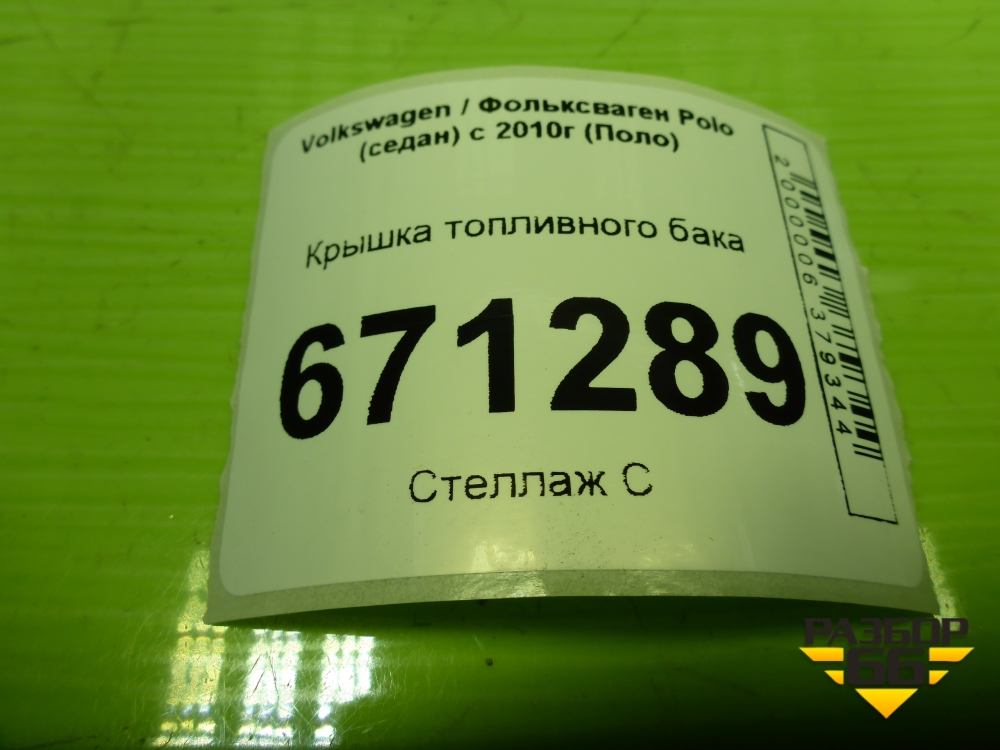 Volkswagen / Фольксваген Polo
(седан) с 2010г (Поло)
Крышка топливного бака
671289
Стеллаж С
2000006379344
РАЗБОР
66